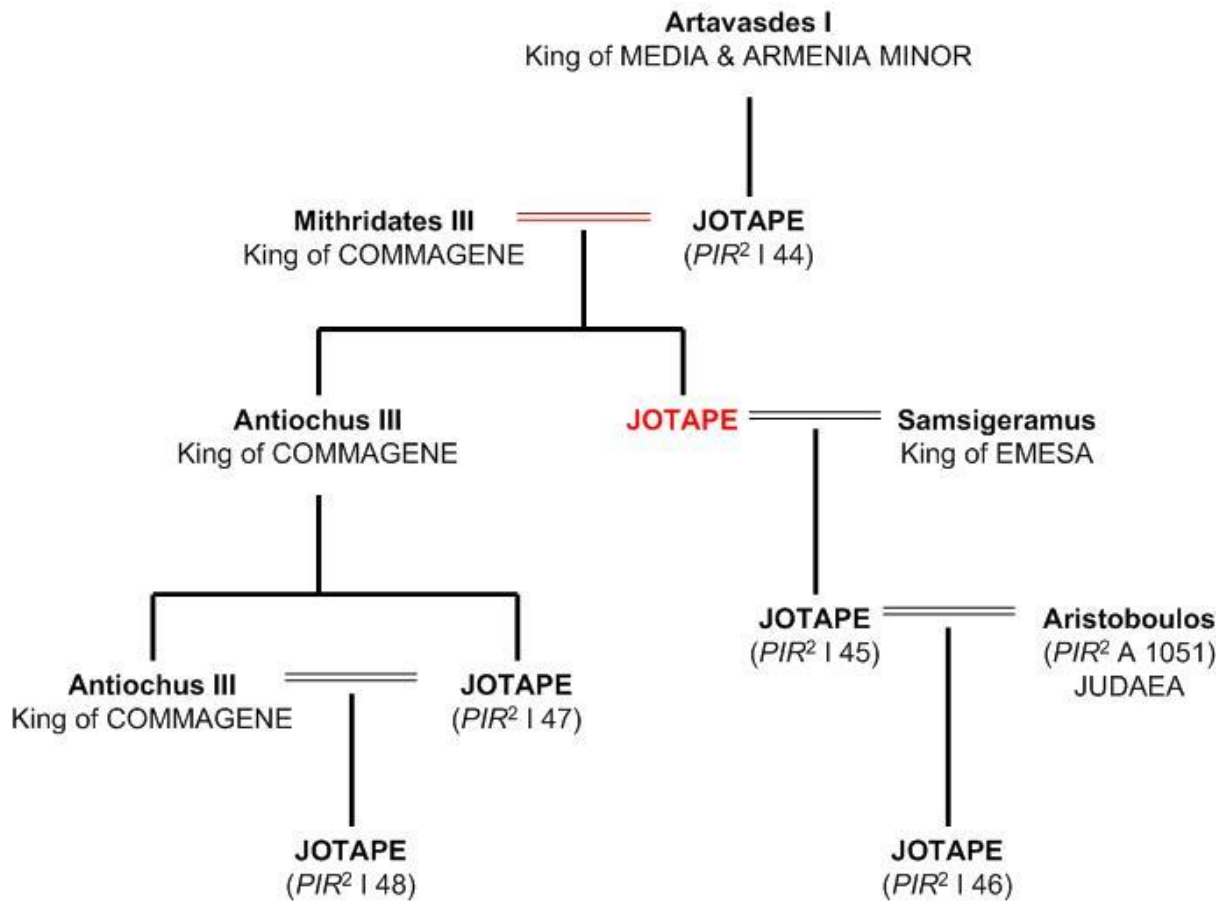 Artavasdes I
King of MEDIA & ARMENIA MINOR
Mithridates III
King of COMMAGENE
JOTAPE
(PIR² I 44)
Antiochus III
King of COMMAGENE
JOTAPE
Samsigeramus
King of EMESA
JOTAPE
(PIR² I 45)
Aristoboulos
(PIR² A 1051)
JUDAEA
Antiochus III
King of COMMAGENE
JOTAPE
(PIR² I 47)
JOTAPE
(PIR² I 48)
JOTAPE
(PIR² I 46)